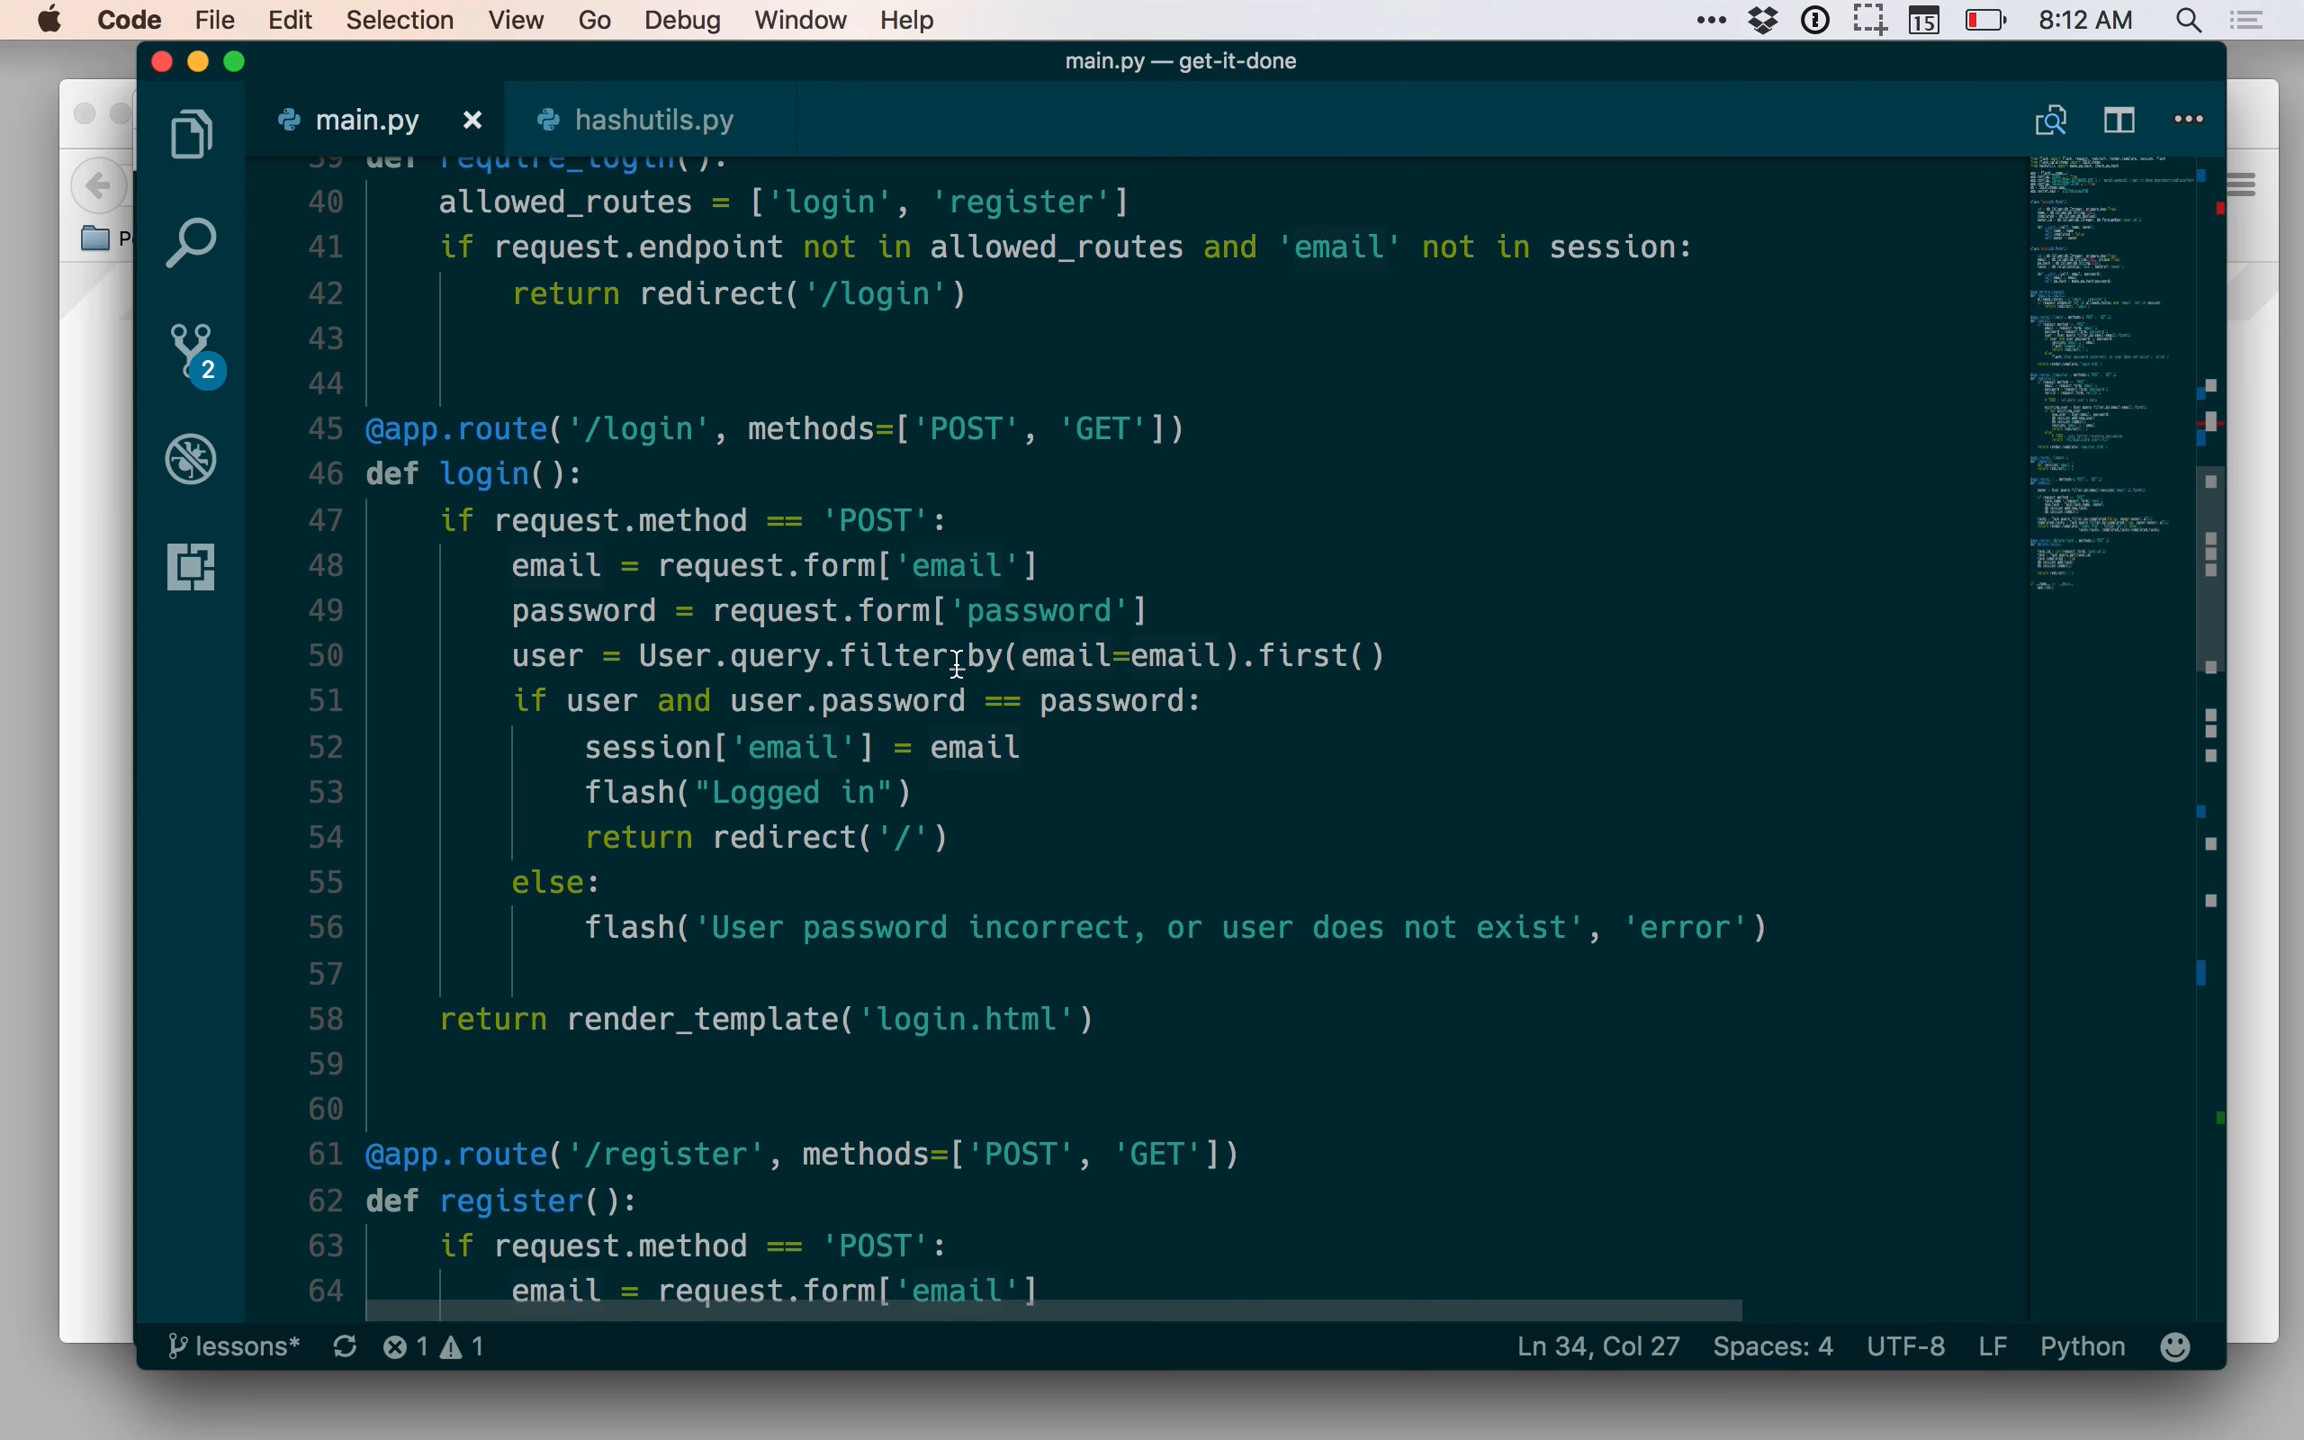 Code File Edit Selection View Go Debug Window Help 15 8:12 AM
main.py — get-it-done
main.py hashutils.py
39 def require_login():
40 allowed_routes = ['login', 'register']
41 if request.endpoint not in allowed_routes and 'email' not in session:
42 return redirect('/login')
43
44
45 @app.route('/login', methods=['POST', 'GET'])
46 def login():
47 if request.method == 'POST':
48 email = request.form['email']
49 password = request.form['password']
50 user = User.query.filter_by(email=email).first()
51 if user and user.password == password:
52 session['email'] = email
53 flash("Logged in")
54 return redirect('/')
55 else:
56 flash('User password incorrect, or user does not exist', 'error')
57
58 return render_template('login.html')
59
60
61 @app.route('/register', methods=['POST', 'GET'])
62 def register():
63 if request.method == 'POST':
64 email = request.form['email']
2
lessons* 1 1 Ln 34, Col 27 Spaces: 4 UTF-8 LF Python